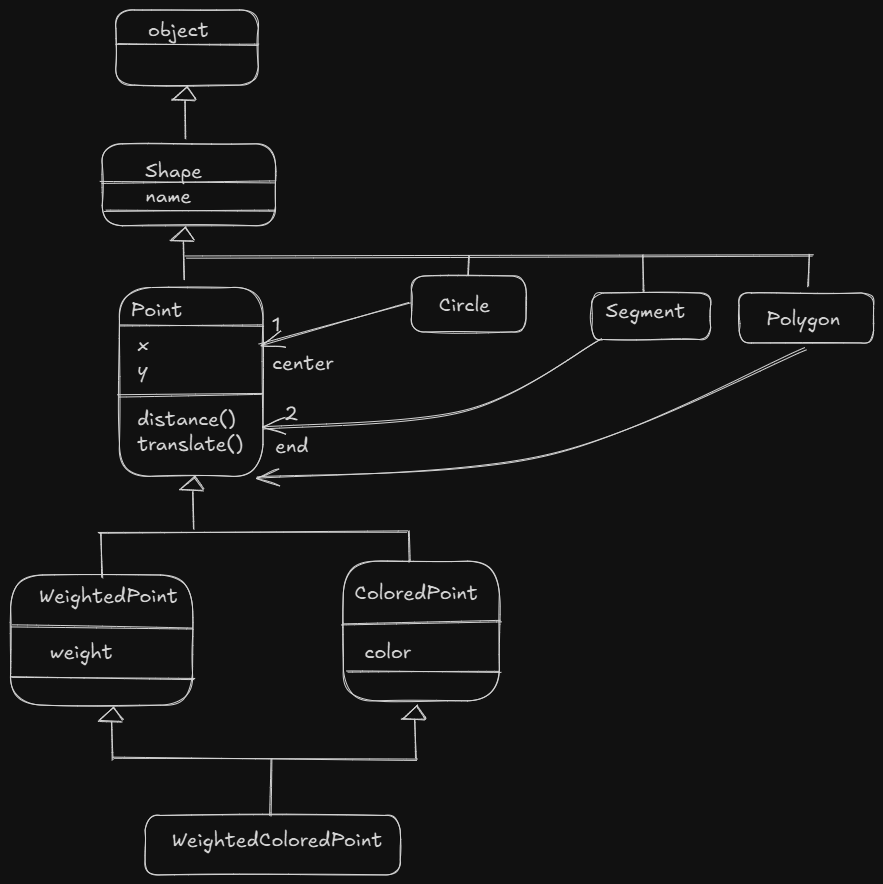 object
Shape
name
Point
x
y
distance()
translate()
1
center
2
end
Circle
Segment
Polygon
WeightedPoint
weight
ColoredPoint
color
WeightedColoredPoint